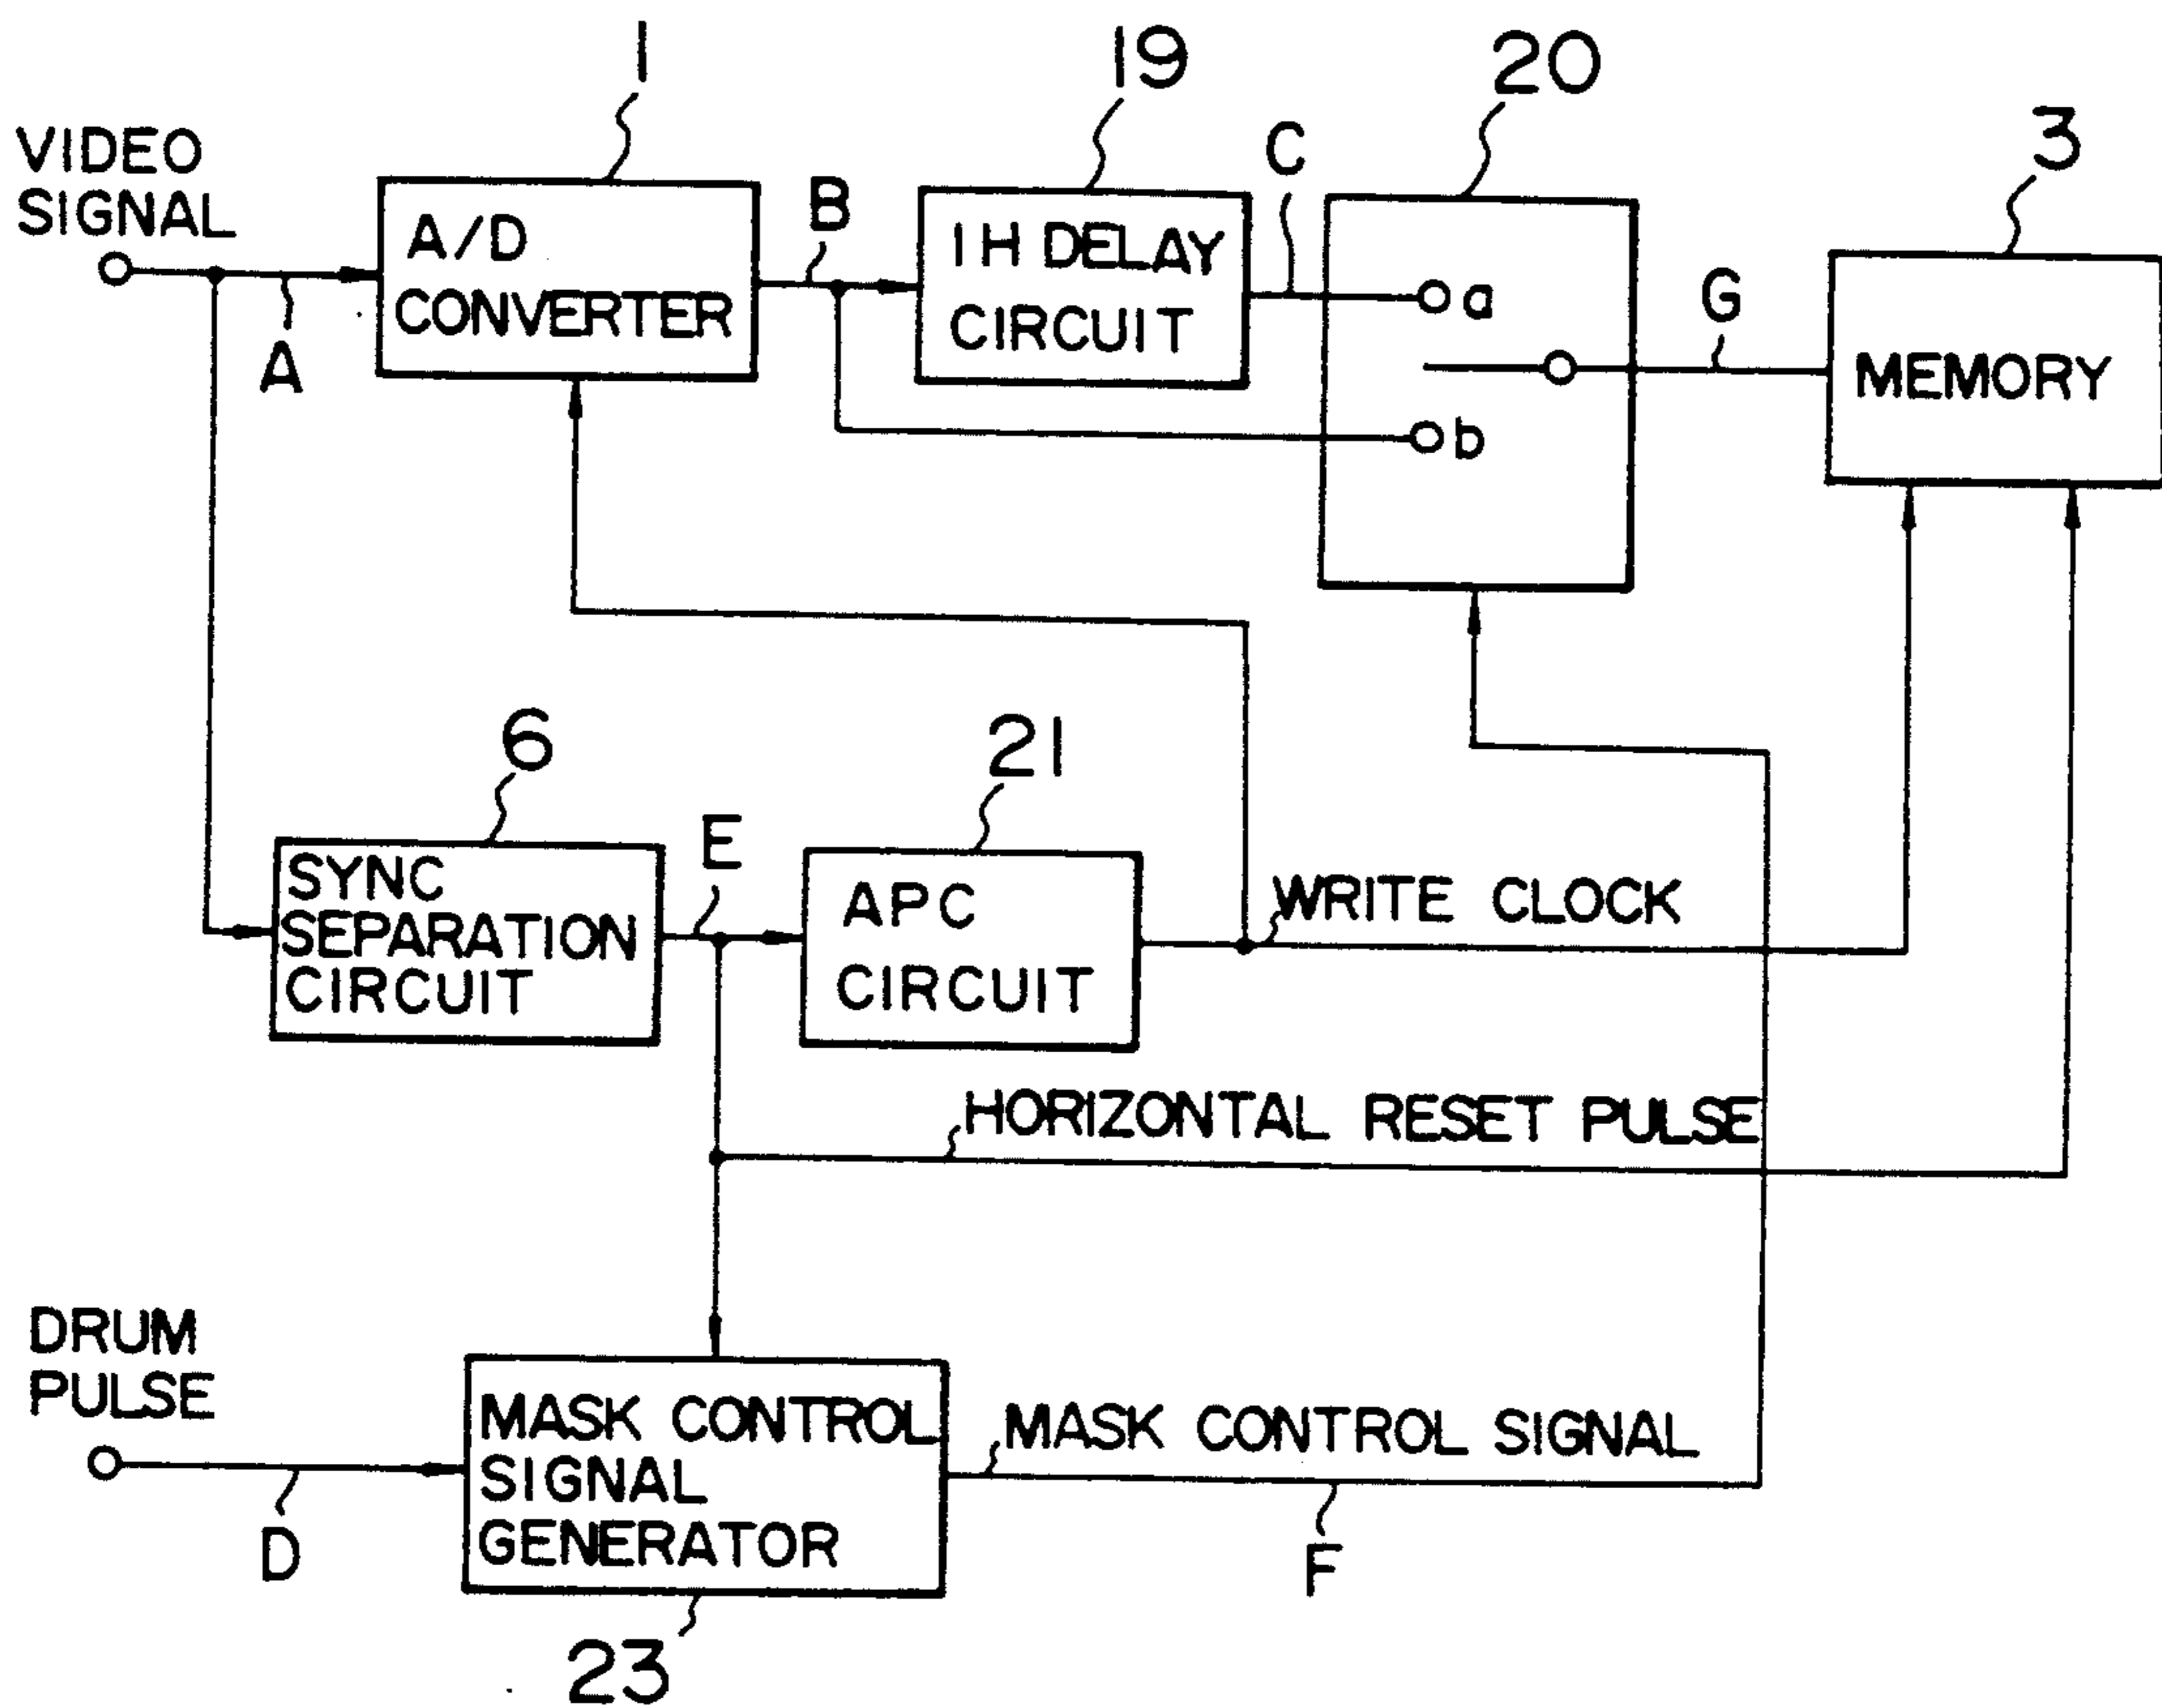 1
19
20
3
VIDEO
SIGNAL
A
A/D
CONVERTER
B
1H DELAY
CIRCUIT
C
a
b
G
MEMORY
6
21
SYNC
SEPARATION
CIRCUIT
E
APC
CIRCUIT
WRITE CLOCK
HORIZONTAL RESET PULSE
DRUM
PULSE
D
MASK CONTROL
SIGNAL
GENERATOR
MASK CONTROL SIGNAL
F
23